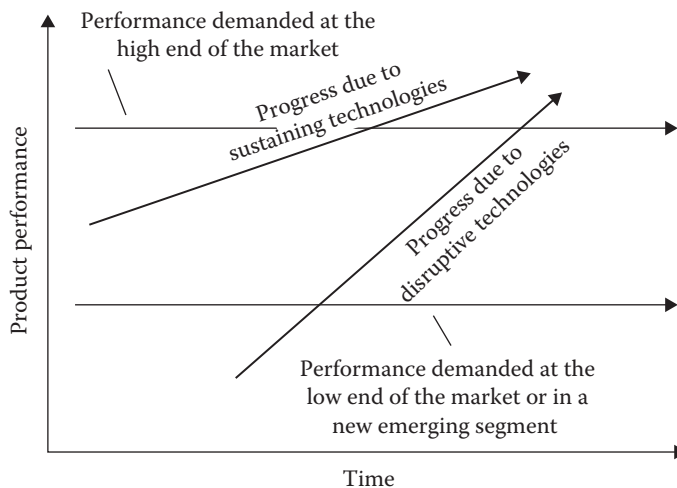 Performance demanded at the
high end of the market
Progress due to
sustaining technologies
Progress due to
disruptive technologies
Product performance
Performance demanded at the
low end of the market or in a
new emerging segment
Time